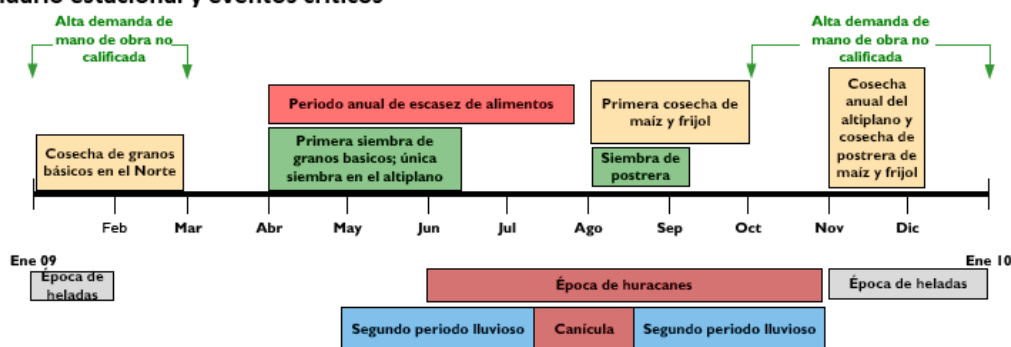 estacional y eventos críticos
Alta demanda de
mano de obra no
calificada
Alta demanda de
mano de obra no
calificada
Periodo anual de escasez de alimentos
Primera cosecha de
maíz y frijol
Cosecha
anual del
altiplano y
cosecha de
postrera de
maíz y frijol
Cosecha de granos
básicos en el Norte
Primera siembra de
granos basicos; única
siembra en el altiplano
Siembra de
postrera
Feb Mar Abr May Jun Jul Ago Sep Oct Nov Dic
Ene 09
Ene 10
Época de
heladas
Época de huracanes
Época de heladas
Segundo periodo lluvioso
Canícula
Segundo periodo lluvioso